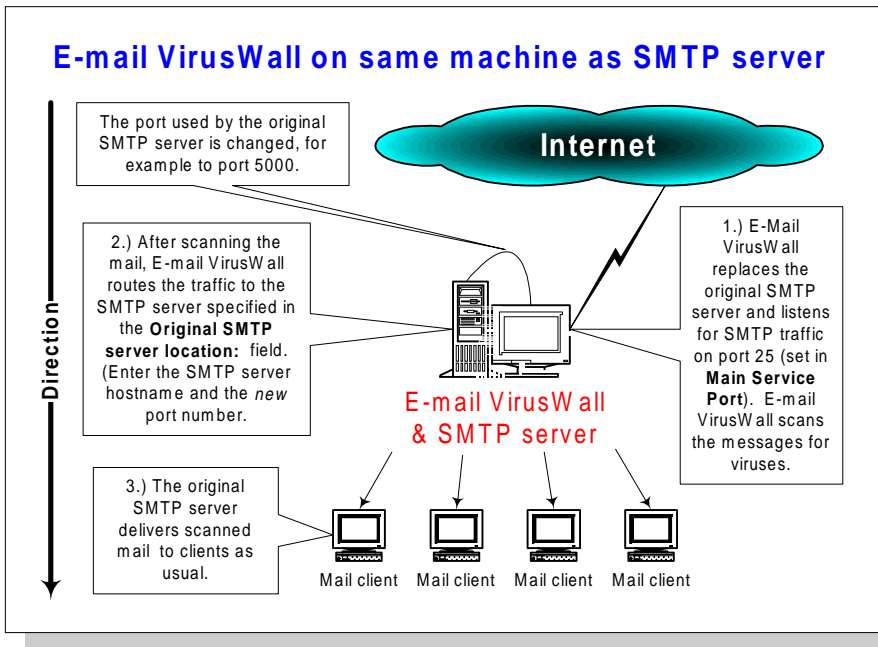 E-mail VirusWall on same machine as SMTP server
The port used by the original
SMTP server is changed, for
example to port 5000.
Internet
Direction
2.) After scanning the
mail, E-mail VirusWall
routes the traffic to the
SMTP server specified in
the Original SMTP
server location: field.
(Enter the SMTP server
hostname and the new
port number.
1.) E-Mail
VirusWall
replaces the
original SMTP
server and listens
for SMTP traffic
on port 25 (set in
Main Service
Port). E-mail
VirusWall scans
the messages for
viruses.
E-mail VirusWall
& SMTP server
3.) The original
SMTP server
delivers scanned
mail to clients as
usual.
Mail client
Mail client
Mail client
Mail client